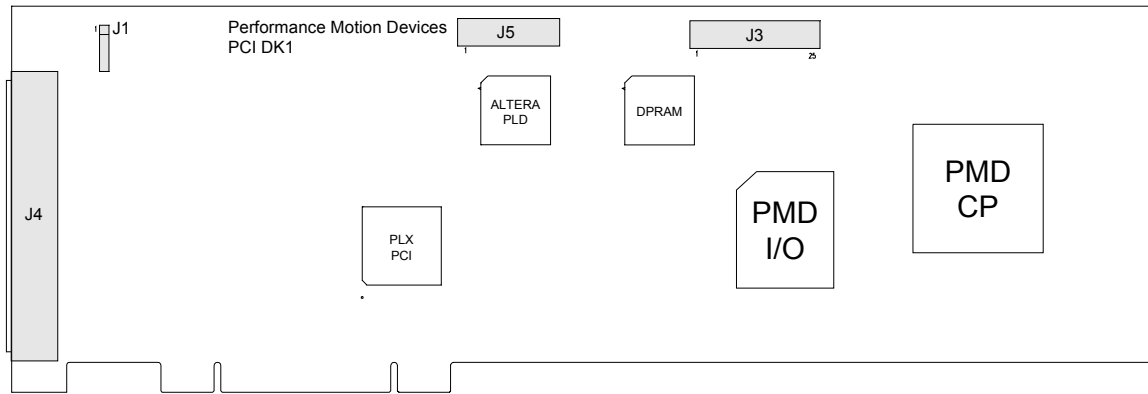 1
J1
Performance Motion Devices
PCI DK1
J5
1
J3
1
25
ALTERA
PLD
DPRAM
J4
PLX
PCI
PMD
I/O
PMD
CP